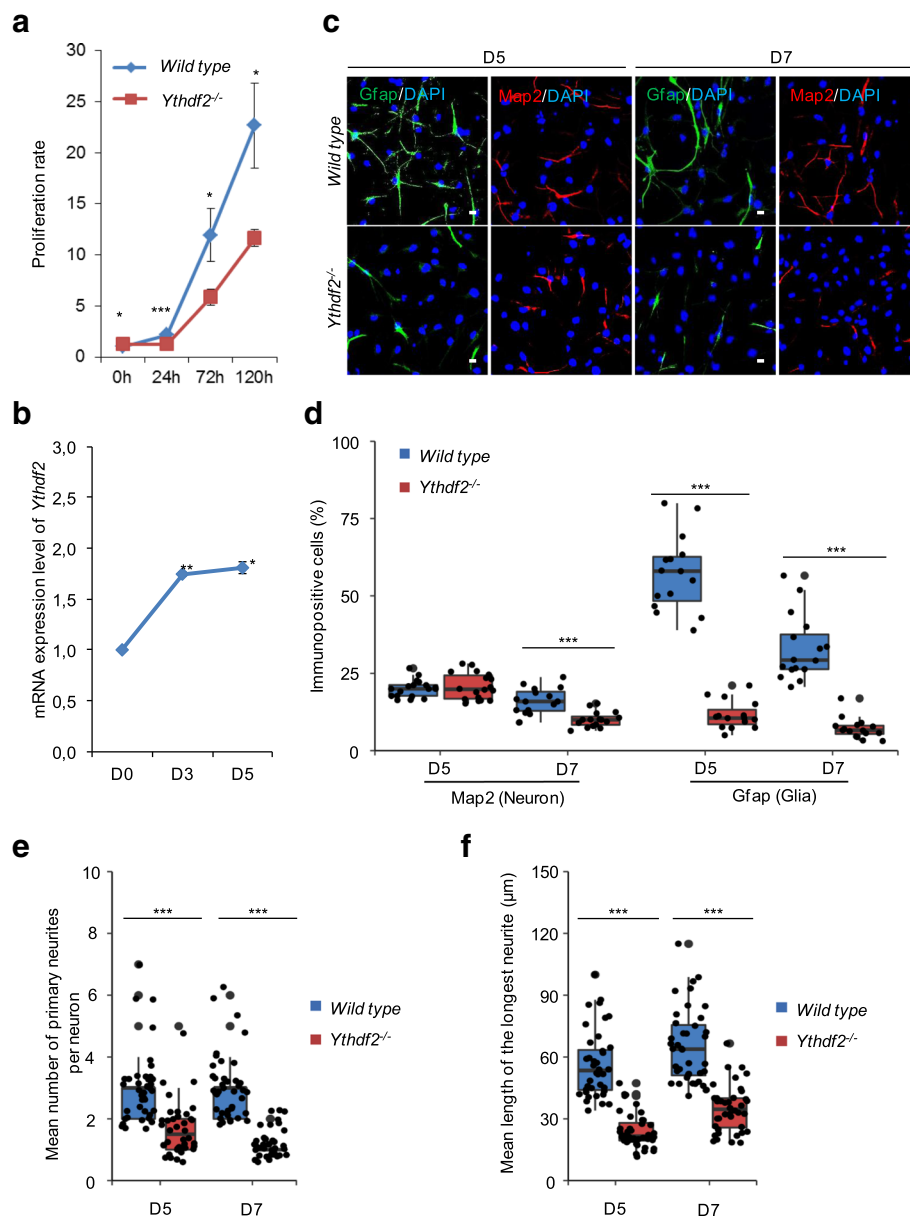 a
30
25
20
15
10
5
0
Proliferation rate
Wild type
Ythdf2-/-
*
***
*
*
0h 24h 72h 120h
c
D5 D7
Gfap/DAPI Map2/DAPI Gfap/DAPI Map2/DAPI
Wild type
Ythdf2-/-
b
3,0
2,5
2,0
1,5
1,0
0,5
0,0
mRNA expression level of Ythdf2
**
*
D0 D3 D5
d
100
75
50
25
0
Immunopositive cells (%)
Wild type
Ythdf2-/-
***
***
***
D5 D7 D5 D7
Map2 (Neuron) Gfap (Glia)
e
10
8
6
4
2
0
Mean number of primary neurites
per neuron
*** ***
Wild type
Ythdf2-/-
D5 D7
f
150
120
90
60
30
0
Mean length of the longest neurite (µm)
*** ***
Wild type
Ythdf2-/-
D5 D7